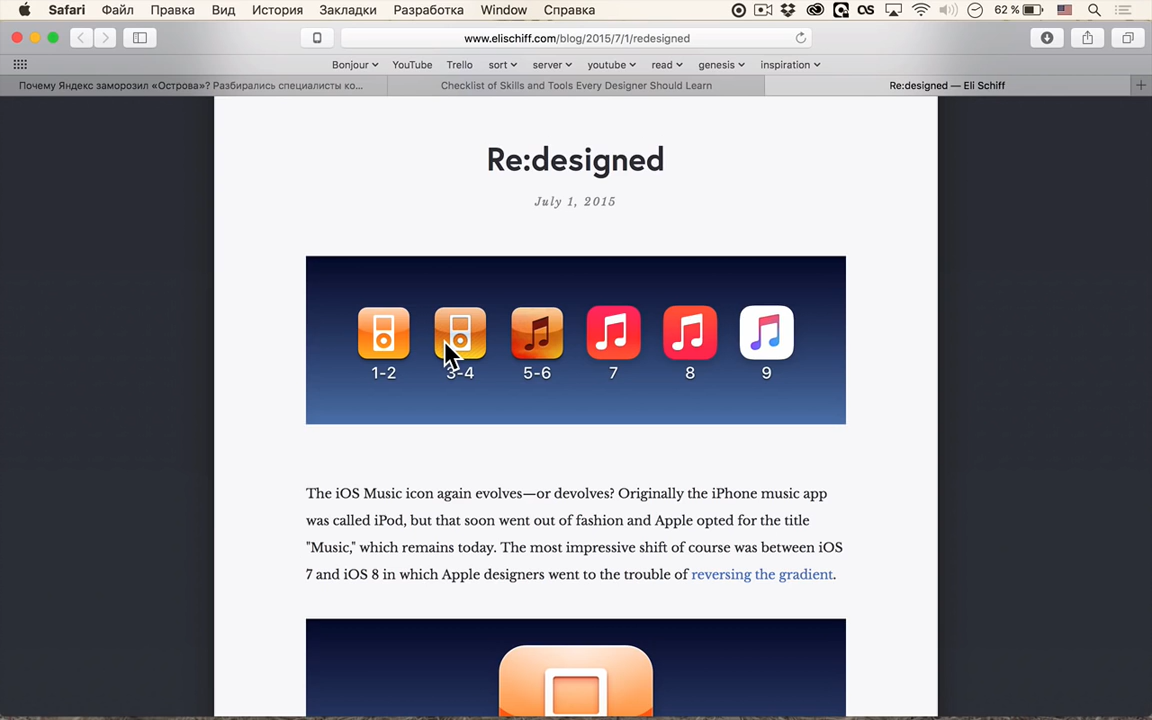 Safari Файл Правка Вид История Закладки Разработка Window Справка 62 %
www.elischiff.com/blog/2015/7/1/redesigned
Bonjour YouTube Trello sort server youtube read genesis inspiration
Почему Яндекс заморозил «Острова»? Разбирались специалисты ко... Checklist of Skills and Tools Every Designer Should Learn Re:designed — Eli Schiff
Re:designed
July 1, 2015
1-2 3-4 5-6 7 8 9
The iOS Music icon again evolves—or devolves? Originally the iPhone music app
was called iPod, but that soon went out of fashion and Apple opted for the title
"Music," which remains today. The most impressive shift of course was between iOS
7 and iOS 8 in which Apple designers went to the trouble of reversing the gradient.